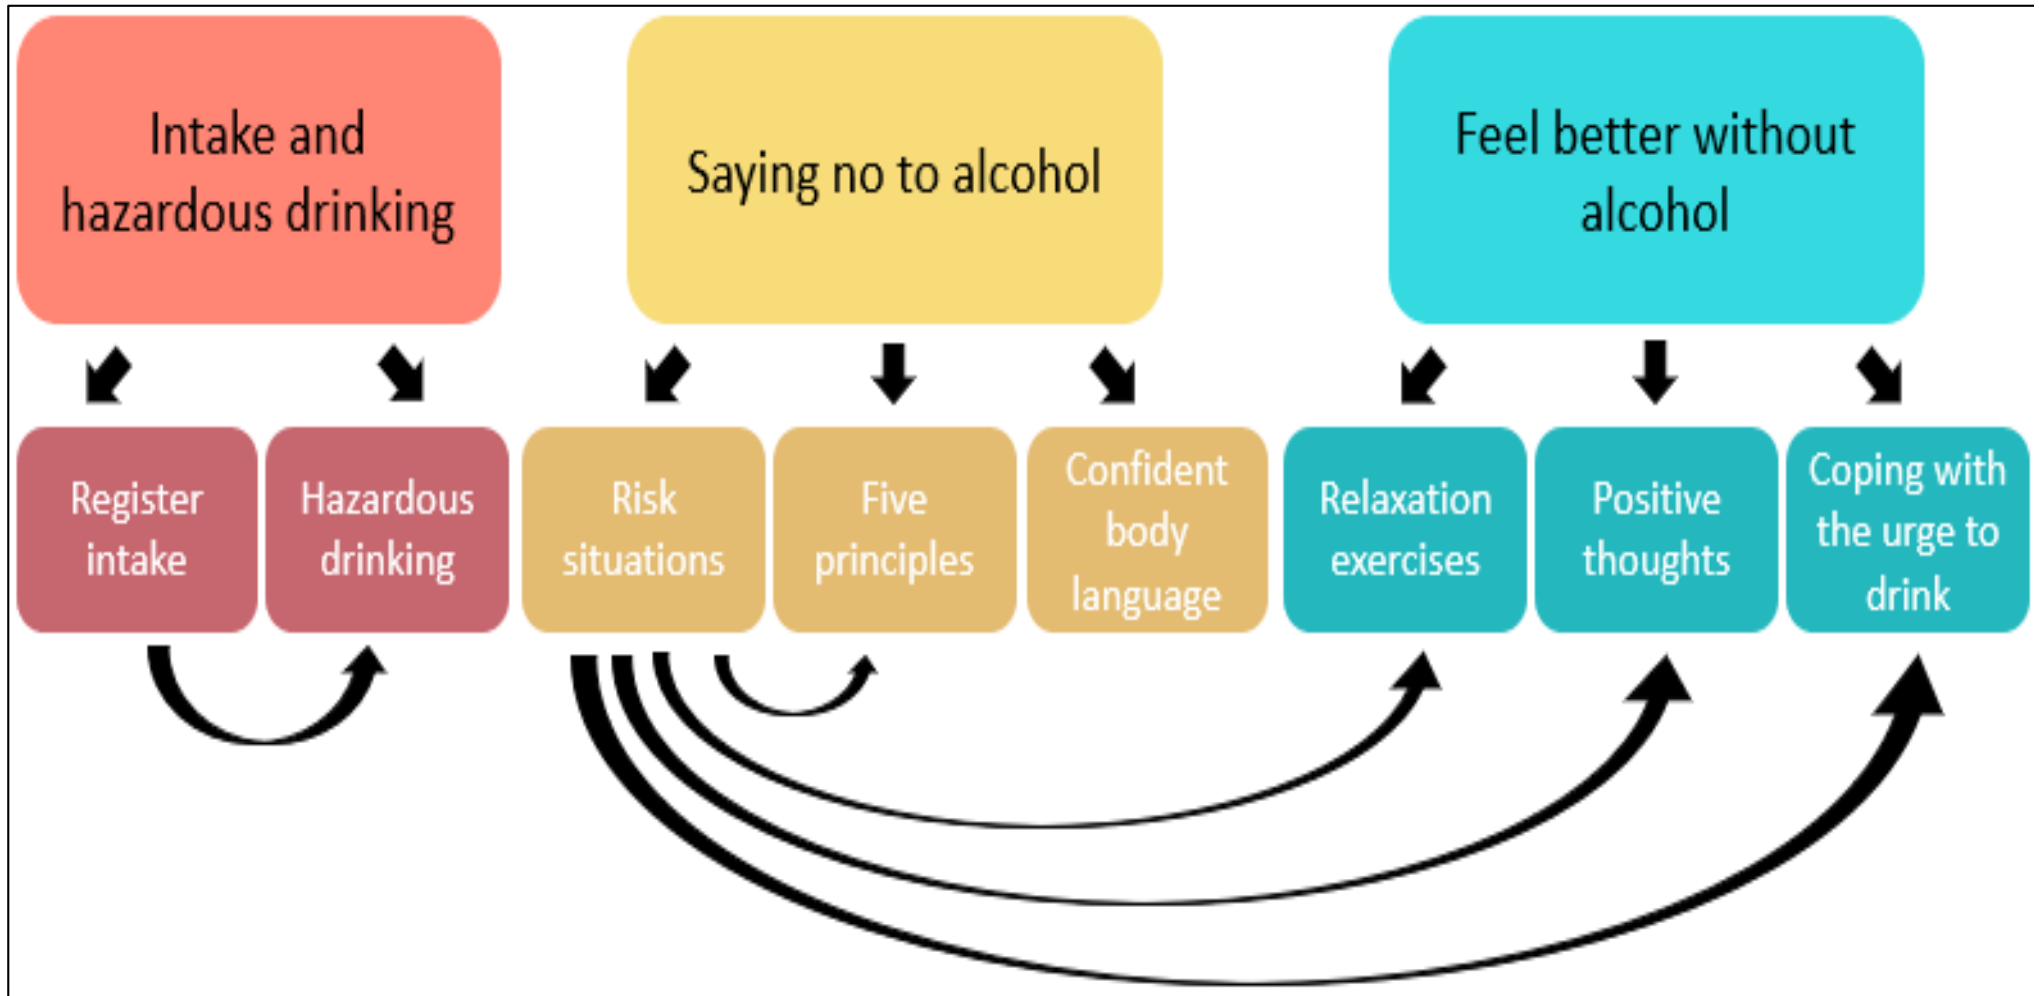 Intake and
hazardous drinking
Saying no to alcohol
Feel better without
alcohol
Register
intake
Hazardous
drinking
Risk
situations
Five
principles
Confident
body
language
Relaxation
exercises
Positive
thoughts
Coping with
the urge to
drink